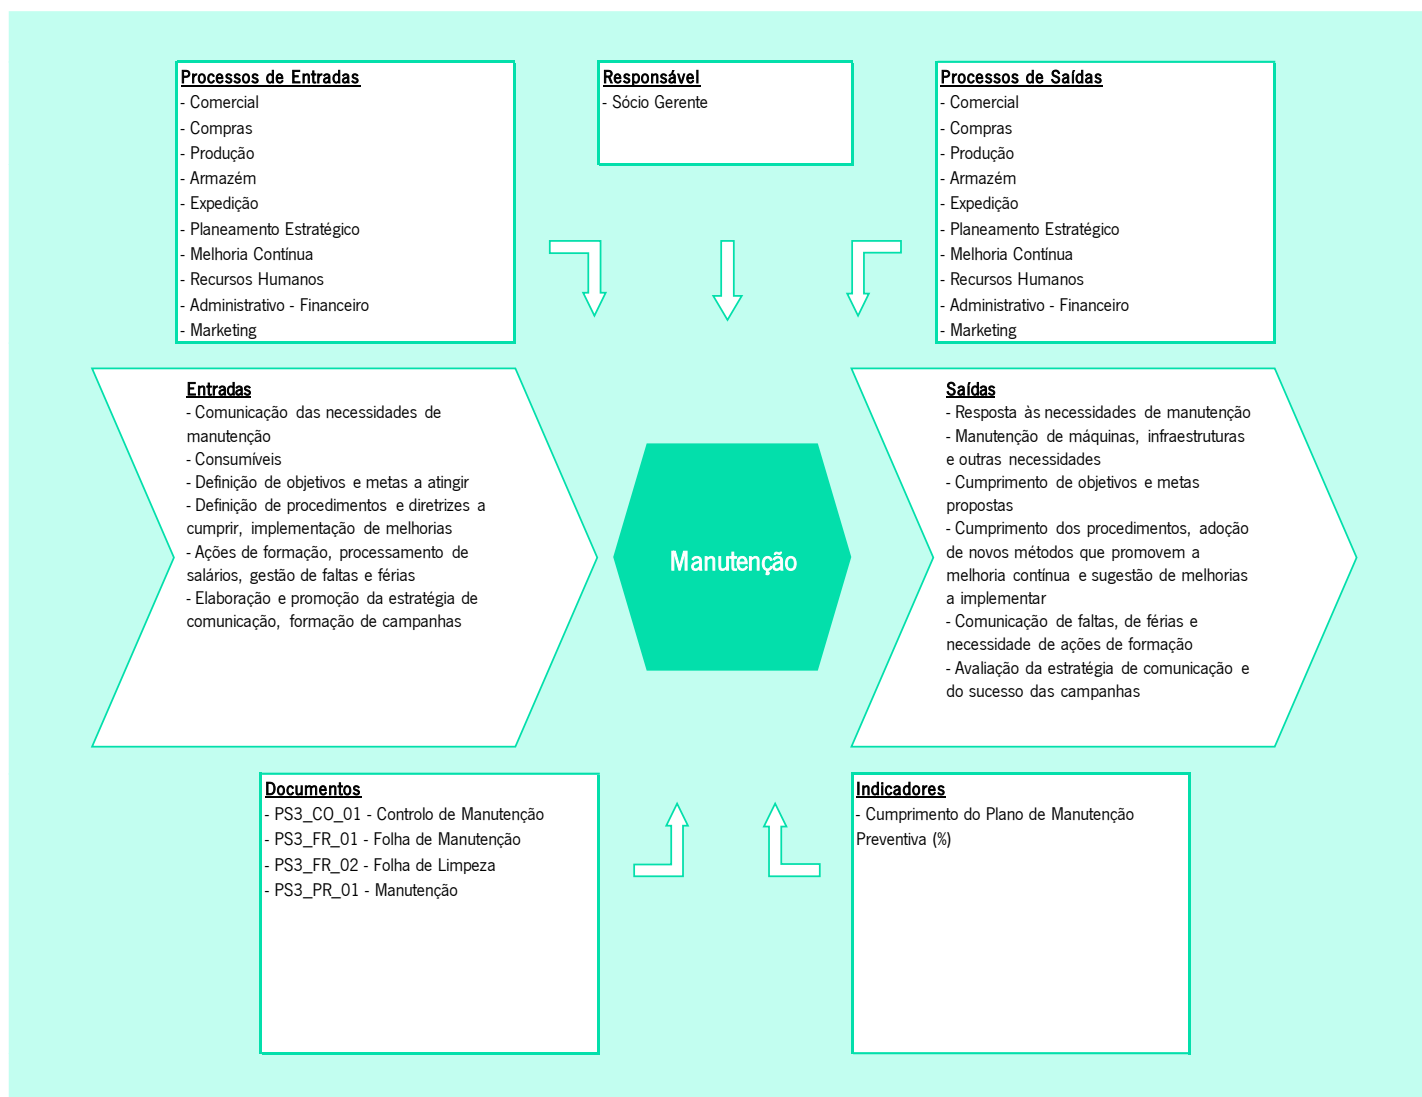 Processos de Entradas
- Comercial
- Compras
- Produção
- Armazém
- Expedição
- Planeamento Estratégico
- Melhoria Contínua
- Recursos Humanos
- Administrativo - Financeiro
- Marketing
Responsável
- Sócio Gerente
Processos de Saídas
- Comercial
- Compras
- Produção
- Armazém
- Expedição
- Planeamento Estratégico
- Melhoria Contínua
- Recursos Humanos
- Administrativo - Financeiro
- Marketing
Entradas
- Comunicação das necessidades de
manutenção
- Consumíveis
- Definição de objetivos e metas a atingir
- Definição de procedimentos e diretrizes a
cumprir, implementação de melhorias
- Ações de formação, processamento de
salários, gestão de faltas e férias
- Elaboração e promoção da estratégia de
comunicação, formação de campanhas
Manutenção
Saídas
- Resposta às necessidades de manutenção
- Manutenção de máquinas, infraestruturas
e outras necessidades
- Cumprimento de objetivos e metas
propostas
- Cumprimento dos procedimentos, adoção
de novos métodos que promovem a
melhoria contínua e sugestão de melhorias
a implementar
- Comunicação de faltas, de férias e
necessidade de ações de formação
- Avaliação da estratégia de comunicação e
do sucesso das campanhas
Documentos
- PS3_CO_01 - Controlo de Manutenção
- PS3_FR_01 - Folha de Manutenção
- PS3_FR_02 - Folha de Limpeza
- PS3_PR_01 - Manutenção
Indicadores
- Cumprimento do Plano de Manutenção
Preventiva (%)